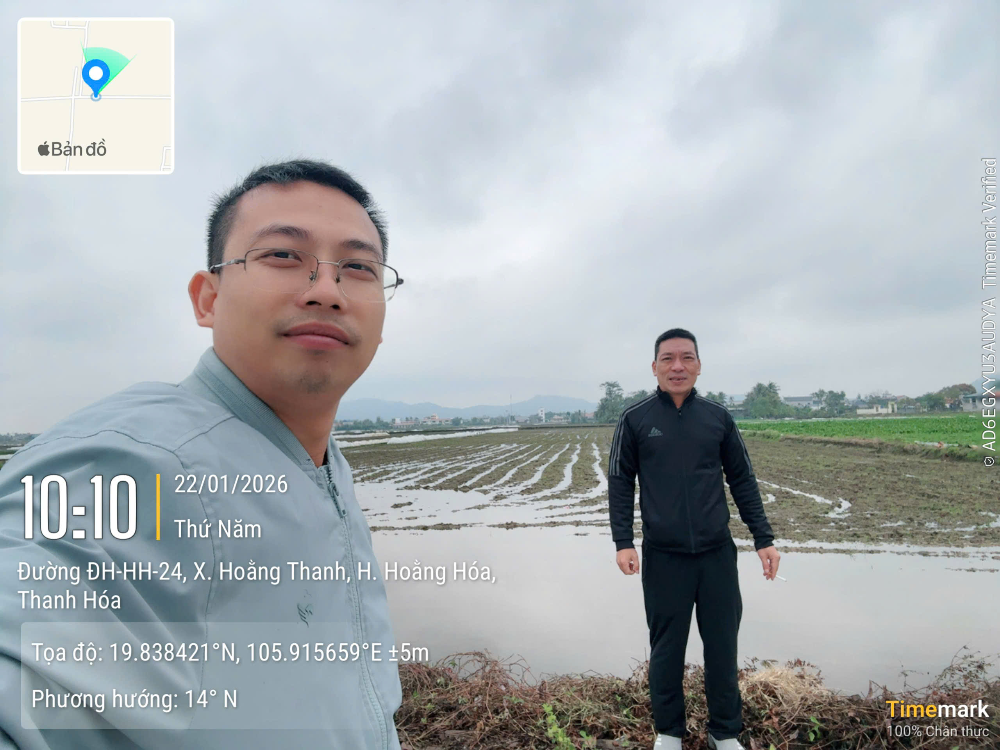 Bản đồ
10:10
22/01/2026
Thứ Năm
Đường ĐH-HH-24, X. Hoằng Thanh, H. Hoằng Hóa,
Thanh Hóa
Tọa độ: 19.838421°N, 105.915659°E ±5m
Phương hướng: 14° N
Timemark
100% Chân thực
AD6EGXYU3AUDYA Timemark Verified